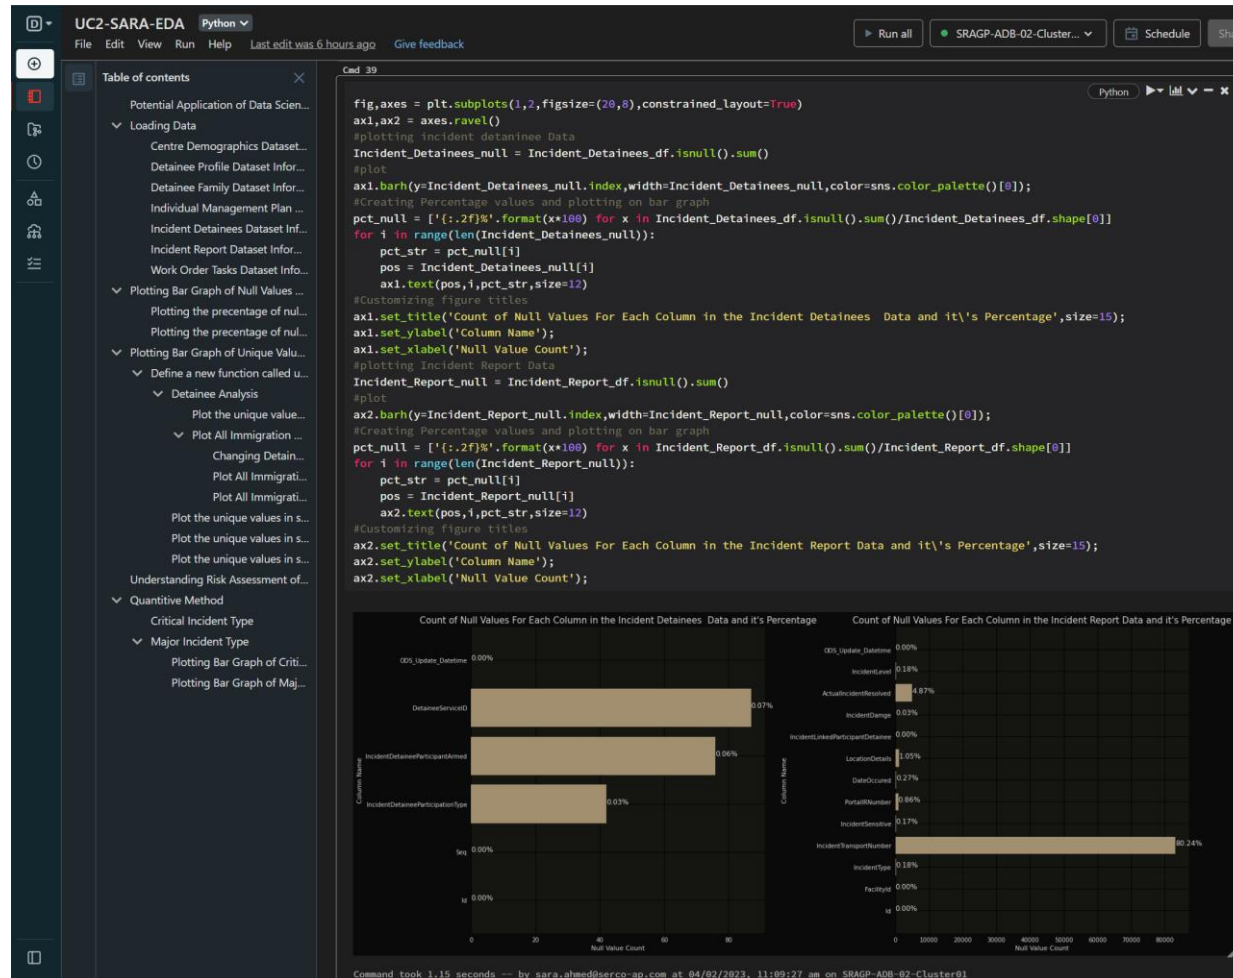 UC2-SARA-EDA Python
File Edit View Run Help Last edit was 6 hours ago Give feedback
Run all
SRAGP-ADB-02-Cluster...
Schedule
Sha
Table of contents
Potential Application of Data Scien...
Loading Data
Centre Demographics Dataset...
Detainee Profile Dataset Infor...
Detainee Family Dataset Infor...
Individual Management Plan ...
Incident Detainees Dataset Inf...
Incident Report Dataset Infor...
Work Order Tasks Dataset Info...
Plotting Bar Graph of Null Values ...
Plotting the precentage of nul...
Plotting the precentage of nul...
Plotting Bar Graph of Unique Valu...
Define a new function called u...
Detainee Analysis
Plot the unique value...
Plot All Immigration ...
Changing Detain...
Plot All Immigrati...
Plot All Immigrati...
Plot the unique values in s...
Plot the unique values in s...
Plot the unique values in s...
Understanding Risk Assessment of...
Quantitive Method
Critical Incident Type
Major Incident Type
Plotting Bar Graph of Criti...
Plotting Bar Graph of Maj...
Cmd 39
Python
fig,axes = plt.subplots(1,2,figsize=(20,8),constrained_layout=True)
ax1,ax2 = axes.ravel()
#plotting incident detaninee Data
Incident_Detainees_null = Incident_Detainees_df.isnull().sum()
#plot
ax1.barh(y=Incident_Detainees_null.index,width=Incident_Detainees_null,color=sns.color_palette()[0]);
#Creating Percentage values and plotting on bar graph
pct_null = ['{:.2f}%'.format(x*100) for x in Incident_Detainees_df.isnull().sum()/Incident_Detainees_df.shape[0]]
for i in range(len(Incident_Detainees_null)):
    pct_str = pct_null[i]
    pos = Incident_Detainees_null[i]
    ax1.text(pos,i,pct_str,size=12)
#Customizing figure titles
ax1.set_title('Count of Null Values For Each Column in the Incident Detainees  Data and it\'s Percentage',size=15);
ax1.set_ylabel('Column Name');
ax1.set_xlabel('Null Value Count');
#plotting Incident Report Data
Incident_Report_null = Incident_Report_df.isnull().sum()
#plot
ax2.barh(y=Incident_Report_null.index,width=Incident_Report_null,color=sns.color_palette()[0]);
#Creating Percentage values and plotting on bar graph
pct_null = ['{:.2f}%'.format(x*100) for x in Incident_Report_df.isnull().sum()/Incident_Report_df.shape[0]]
for i in range(len(Incident_Report_null)):
    pct_str = pct_null[i]
    pos = Incident_Report_null[i]
    ax2.text(pos,i,pct_str,size=12)
#Customizing figure titles
ax2.set_title('Count of Null Values For Each Column in the Incident Report Data and it\'s Percentage',size=15);
ax2.set_ylabel('Column Name');
ax2.set_xlabel('Null Value Count');
Count of Null Values For Each Column in the Incident Detainees  Data and it's Percentage
ODS_Update_Datetime 0.00%
DetaineeServiceID 0.07%
IncidentDetaineeParticipantArmed 0.06%
IncidentDetaineeParticipationType 0.03%
Seq 0.00%
Id 0.00%
Column Name
0 20 40 60 80
Null Value Count
Count of Null Values For Each Column in the Incident Report Data and it's Percentage
ODS_Update_Datetime 0.00%
IncidentLevel 0.18%
ActualIncidentResolved 4.87%
IncidentDamge 0.03%
IncidentLinkedParticipantDetainee 0.00%
LocationDetails 1.05%
DateOccured 0.27%
PortalIRNumber 0.86%
IncidentSensitive 0.17%
IncidentTransportNumber 80.24%
IncidentType 0.18%
FacilityId 0.00%
Id 0.00%
Column Name
0 10000 20000 30000 40000 50000 60000 70000 80000
Null Value Count
Command took 1.15 seconds -- by sara.ahmed@serco-ap.com at 04/02/2023, 11:09:27 am on SRAGP-ADB-02-Cluster01